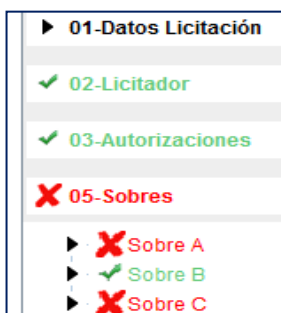 01-Datos Licitación
02-Licitador
03-Autorizaciones
05-Sobres
Sobre A
Sobre B
Sobre C